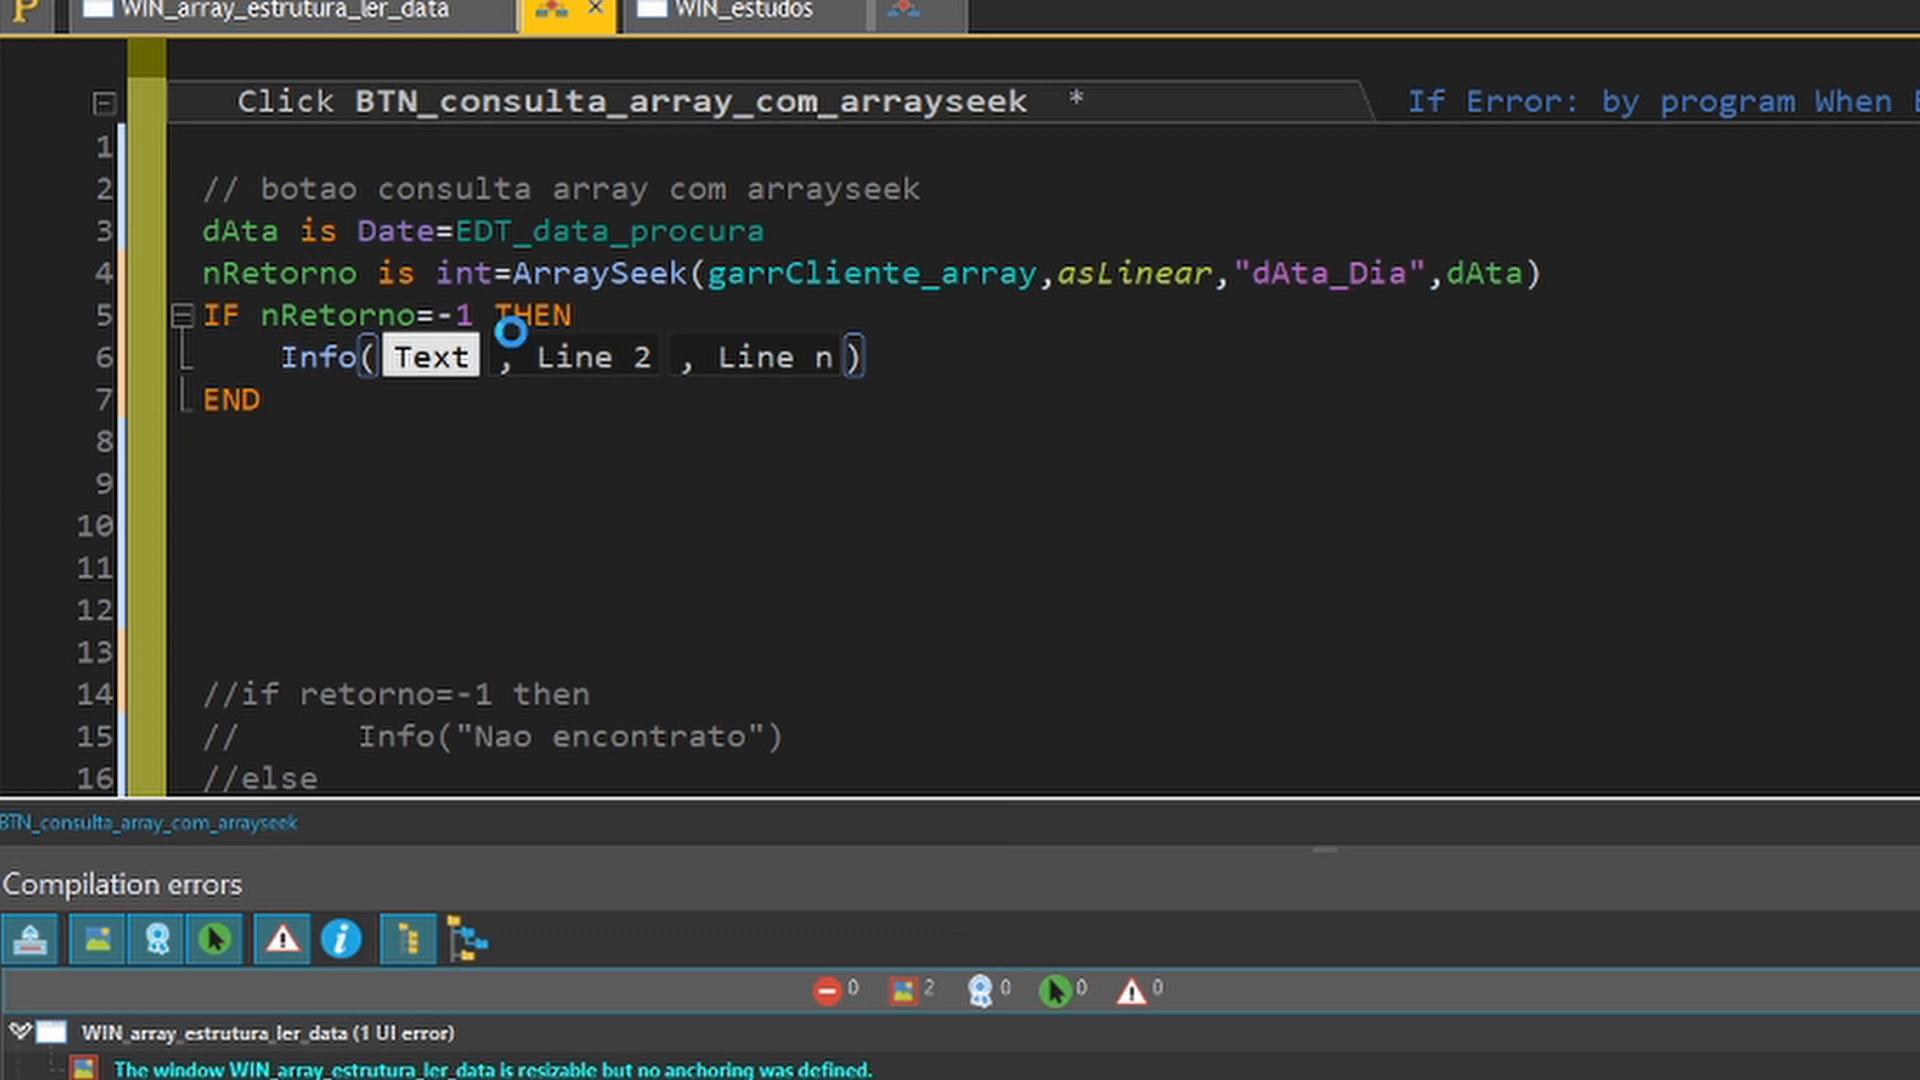 WIN_array_estrutura_ler_data
WIN_estudos
Click BTN_consulta_array_com_arrayseek *
If Error: by program When
1
2 // botao consulta array com arrayseek
3 dAta is Date=EDT_data_procura
4 nRetorno is int=ArraySeek(garrCliente_array,asLinear,"dAta_Dia",dAta)
5 IF nRetorno=-1 THEN
6 Info( Text , Line 2 , Line n )
7 END
8
9
10
11
12
13
14 //if retorno=-1 then
15 // Info("Nao encontrato")
16 //else
BTN_consulta_array_com_arrayseek
Compilation errors
0 2 0 0 0
WIN_array_estrutura_ler_data (1 UI error)
The window WIN_array_estrutura_ler_data is resizable but no anchoring was defined.